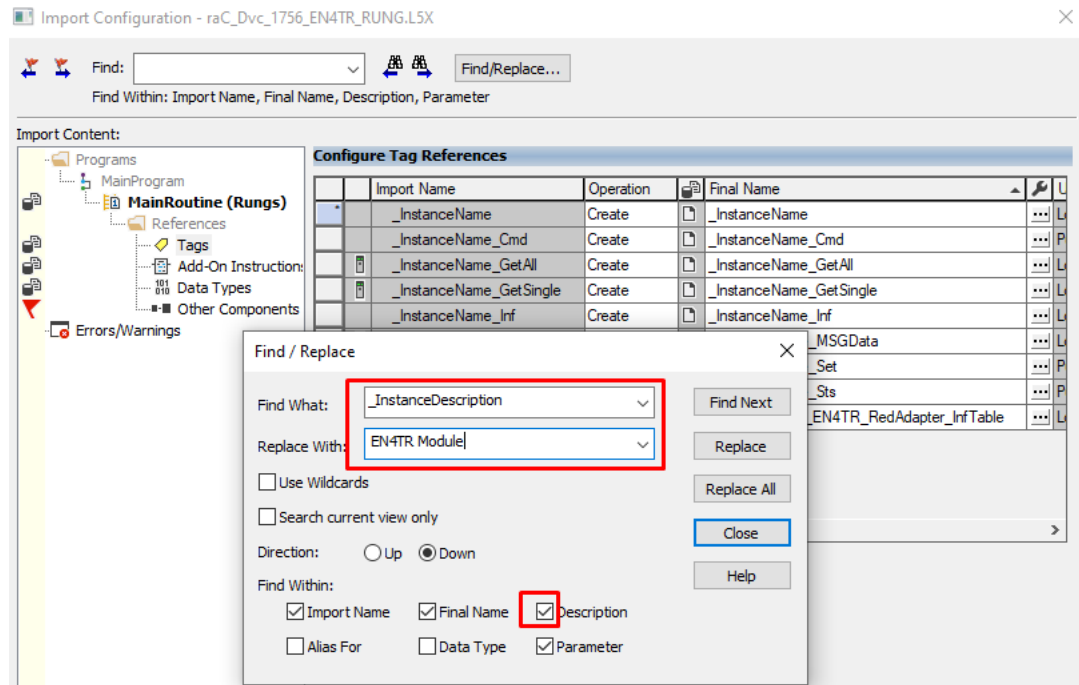 Import Configuration - raC_Dvc_1756_EN4TR_RUNG.L5X
Find:
Find/Replace...
Find Within: Import Name, Final Name, Description, Parameter
Import Content:
Programs
MainProgram
MainRoutine (Rungs)
References
Tags
Add-On Instruction
Data Types
Other Components
Errors/Warnings
Configure Tag References
Import Name Operation Final Name
_InstanceName Create _InstanceName
_InstanceName_Cmd Create _InstanceName_Cmd
_InstanceName_GetAll Create _InstanceName_GetAll
_InstanceName_GetSingle Create _InstanceName_GetSingle
_InstanceName_Inf Create _InstanceName_Inf
_MSGData
_Set
_Sts
_EN4TR_RedAdapter_InfTable
Find / Replace
Find What: _InstanceDescription Find Next
Replace With: EN4TR Module Replace
Use Wildcards Replace All
Search current view only
Close
Direction: Up Down
Help
Find Within:
Import Name Final Name Description
Alias For Data Type Parameter